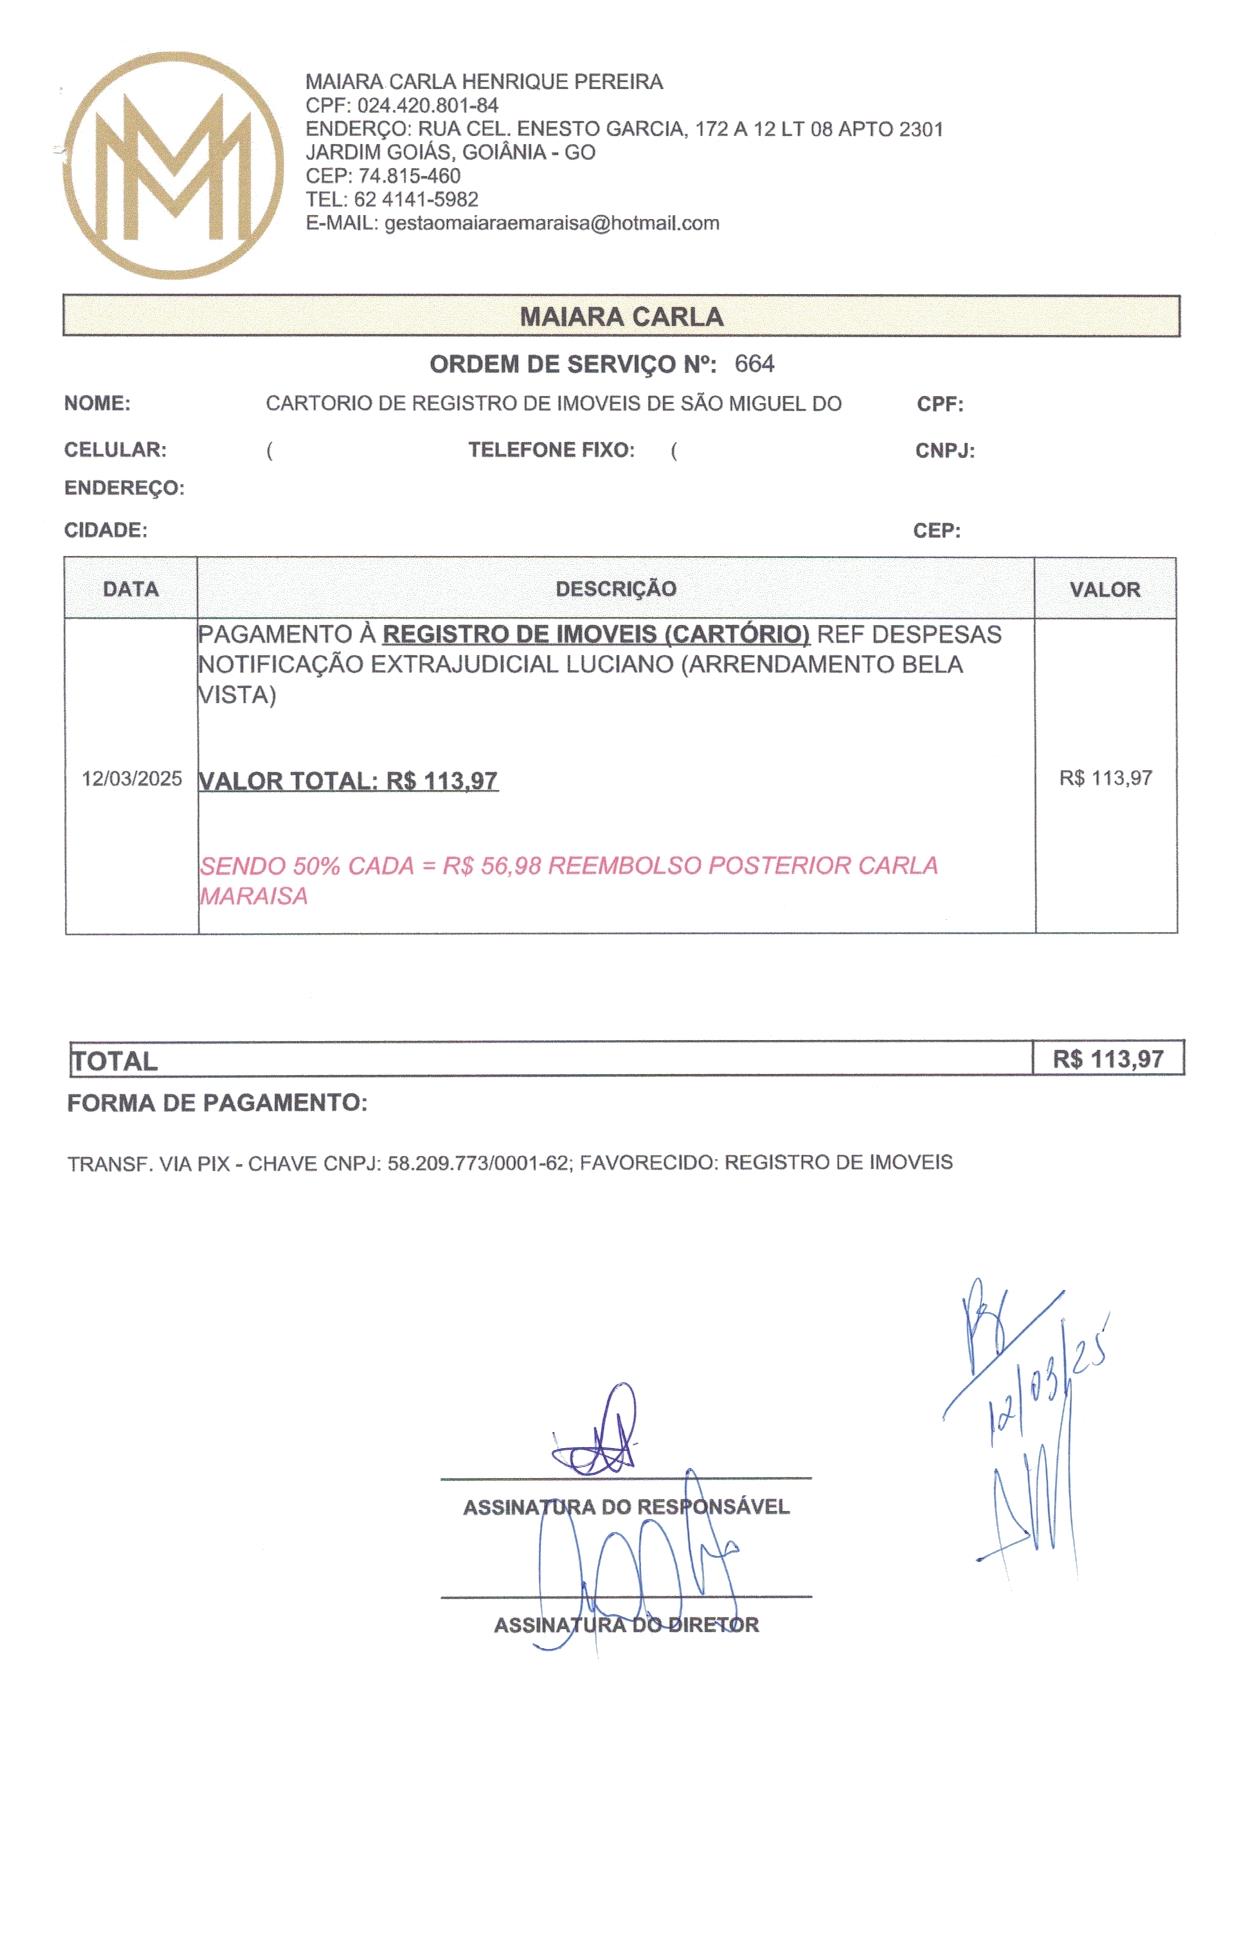 MAIARA CARLA HENRIQUE PEREIRA
CPF: 024.420.801-84
ENDERÇO: RUA CEL. ENESTO GARCIA, 172 A 12 LT 08 APTO 2301
JARDIM GOIÁS, GOIÂNIA - GO
CEP: 74.815-460
TEL: 62 4141-5982
E-MAIL: gestaomaiaraemaraisa@hotmail.com
MAIARA CARLA
ORDEM DE SERVIÇO Nº: 664
NOME: CARTORIO DE REGISTRO DE IMOVEIS DE SÃO MIGUEL DO CPF:
CELULAR: ( TELEFONE FIXO: ( CNPJ:
ENDEREÇO:
CIDADE: CEP:
DATA DESCRIÇÃO VALOR
PAGAMENTO À REGISTRO DE IMOVEIS (CARTÓRIO) REF DESPESAS
NOTIFICAÇÃO EXTRAJUDICIAL LUCIANO (ARRENDAMENTO BELA
VISTA)
12/03/2025 VALOR TOTAL: R$ 113,97 R$ 113,97
SENDO 50% CADA = R$ 56,98 REEMBOLSO POSTERIOR CARLA
MARAISA
TOTAL R$ 113,97
FORMA DE PAGAMENTO:
TRANSF. VIA PIX - CHAVE CNPJ: 58.209.773/0001-62; FAVORECIDO: REGISTRO DE IMOVEIS
12/03/25
ASSINATURA DO RESPONSÁVEL
ASSINATURA DO DIRETOR